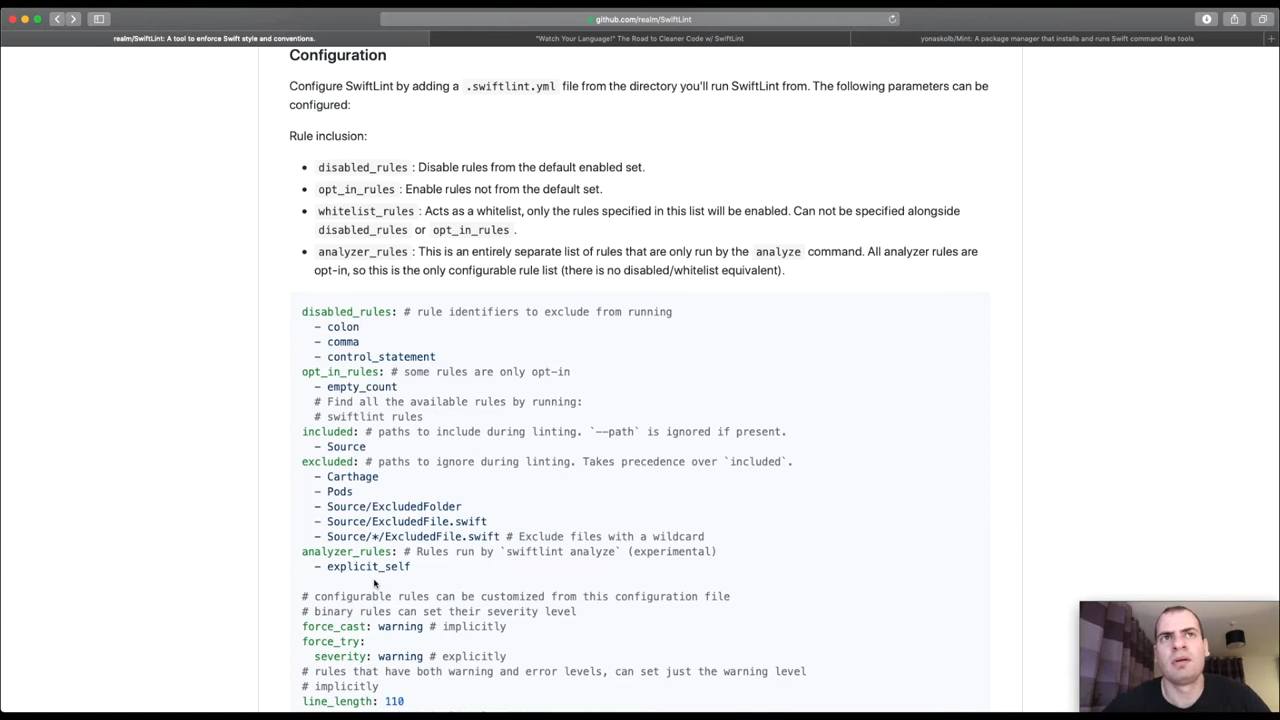 github.com/realm/SwiftLint
realm/SwiftLint: A tool to enforce Swift style and conventions.
"Watch Your Language!" The Road to Cleaner Code w/ SwiftLint
yonaskolb/Mint: A package manager that installs and runs Swift command line tools
Configuration
Configure SwiftLint by adding a .swiftlint.yml file from the directory you'll run SwiftLint from. The following parameters can be
configured:
Rule inclusion:
• disabled_rules : Disable rules from the default enabled set.
• opt_in_rules : Enable rules not from the default set.
• whitelist_rules : Acts as a whitelist, only the rules specified in this list will be enabled. Can not be specified alongside
disabled_rules or opt_in_rules .
• analyzer_rules : This is an entirely separate list of rules that are only run by the analyze command. All analyzer rules are
opt-in, so this is the only configurable rule list (there is no disabled/whitelist equivalent).
disabled_rules: # rule identifiers to exclude from running
- colon
- comma
- control_statement
opt_in_rules: # some rules are only opt-in
- empty_count
# Find all the available rules by running:
# swiftlint rules
included: # paths to include during linting. `--path` is ignored if present.
- Source
excluded: # paths to ignore during linting. Takes precedence over `included`.
- Carthage
- Pods
- Source/ExcludedFolder
- Source/ExcludedFile.swift
- Source/*/ExcludedFile.swift # Exclude files with a wildcard
analyzer_rules: # Rules run by `swiftlint analyze` (experimental)
- explicit_self
# configurable rules can be customized from this configuration file
# binary rules can set their severity level
force_cast: warning # implicitly
force_try:
severity: warning # explicitly
# rules that have both warning and error levels, can set just the warning level
# implicitly
line_length: 110